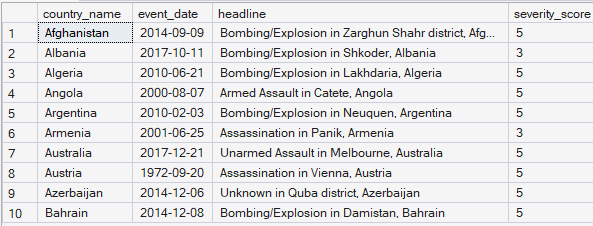 country_name event_date headline severity_score
1 Afghanistan 2014-09-09 Bombing/Explosion in Zarghun Shahr district, Afg... 5
2 Albania 2017-10-11 Bombing/Explosion in Shkoder, Albania 3
3 Algeria 2010-06-21 Bombing/Explosion in Lakhdaria, Algeria 5
4 Angola 2000-08-07 Armed Assault in Catete, Angola 5
5 Argentina 2010-02-03 Bombing/Explosion in Neuquen, Argentina 5
6 Armenia 2001-06-25 Assassination in Panik, Armenia 3
7 Australia 2017-12-21 Unarmed Assault in Melbourne, Australia 5
8 Austria 1972-09-20 Assassination in Vienna, Austria 5
9 Azerbaijan 2014-12-06 Unknown in Quba district, Azerbaijan 5
10 Bahrain 2014-12-08 Bombing/Explosion in Damistan, Bahrain 5